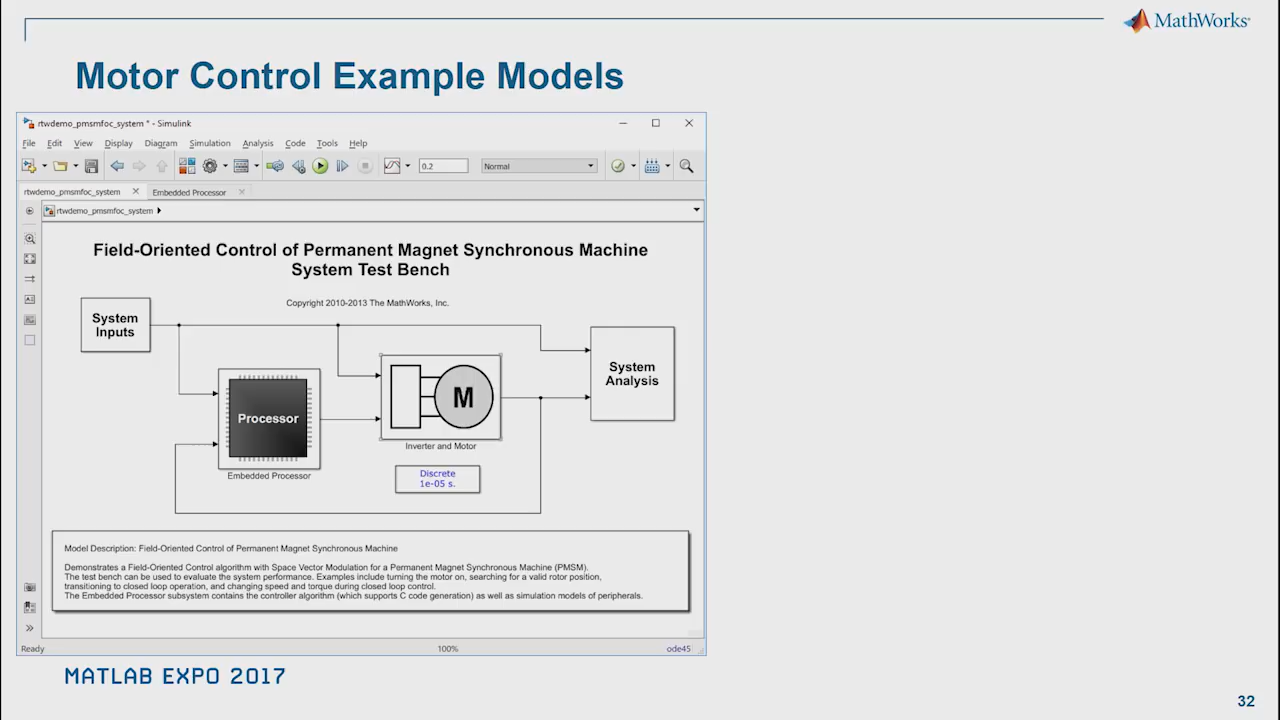 MathWorks®
Motor Control Example Models
rtwdemo_pmsmfoc_system * - Simulink
File Edit View Display Diagram Simulation Analysis Code Tools Help
0.2 Normal
rtwdemo_pmsmfoc_system Embedded Processor
rtwdemo_pmsmfoc_system
Field-Oriented Control of Permanent Magnet Synchronous Machine
System Test Bench
Copyright 2010-2013 The MathWorks, Inc.
System
Inputs
System
Analysis
M
Processor
Inverter and Motor
Embedded Processor
Discrete
1e-05 s.
Model Description: Field-Oriented Control of Permanent Magnet Synchronous Machine
Demonstrates a Field-Oriented Control algorithm with Space Vector Modulation for a Permanent Magnet Synchronous Machine (PMSM).
The test bench can be used to evaluate the system performance. Examples include turning the motor on, searching for a valid rotor position,
transitioning to closed loop operation, and changing speed and torque during closed loop control.
The Embedded Processor subsystem contains the controller algorithm (which supports C code generation) as well as simulation models of peripherals.
Ready 100% ode45
MATLAB EXPO 2017
32